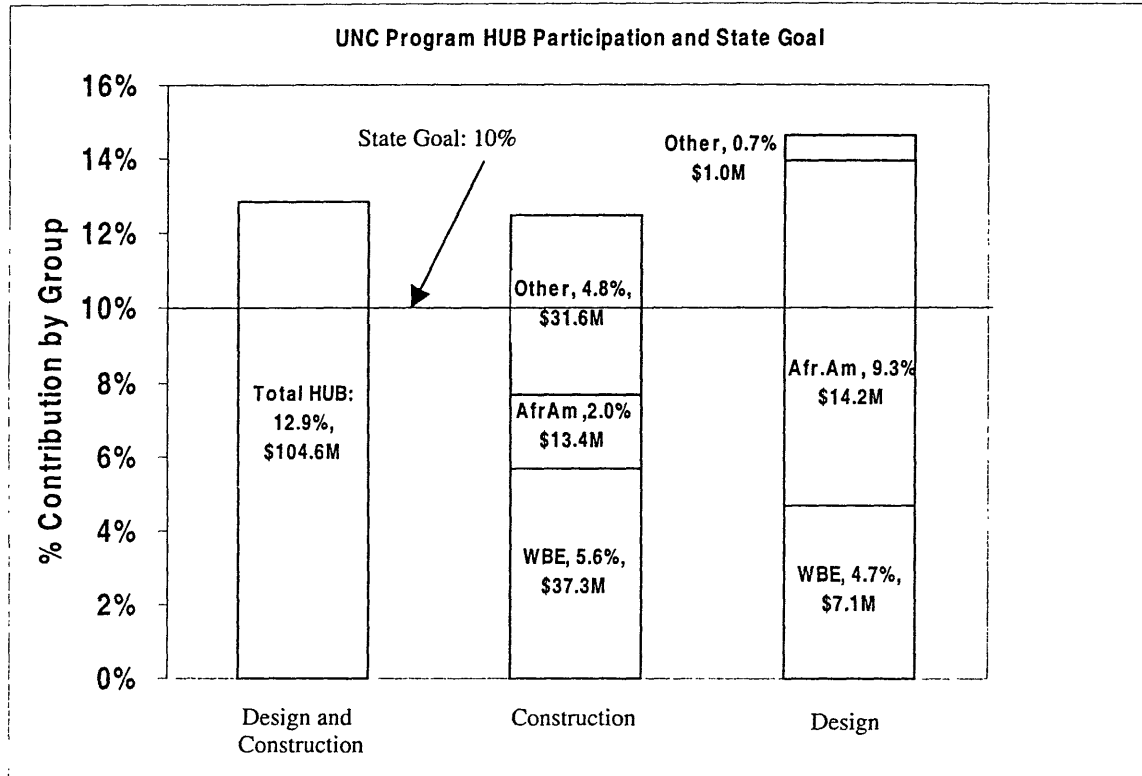 UNC Program HUB Participation and State Goal
% Contribution by Group
16%
14%
12%
10%
8%
6%
4%
2%
0%
State Goal: 10%
Total HUB:
12.9%,
$104.6M
Other, 4.8%,
$31.6M
AfrAm ,2.0%
$13.4M
WBE, 5.6%,
$37.3M
Other, 0.7%
$1.0M
Afr.Am , 9.3%
$14.2M
WBE, 4.7%,
$7.1M
Design and
Construction
Construction
Design